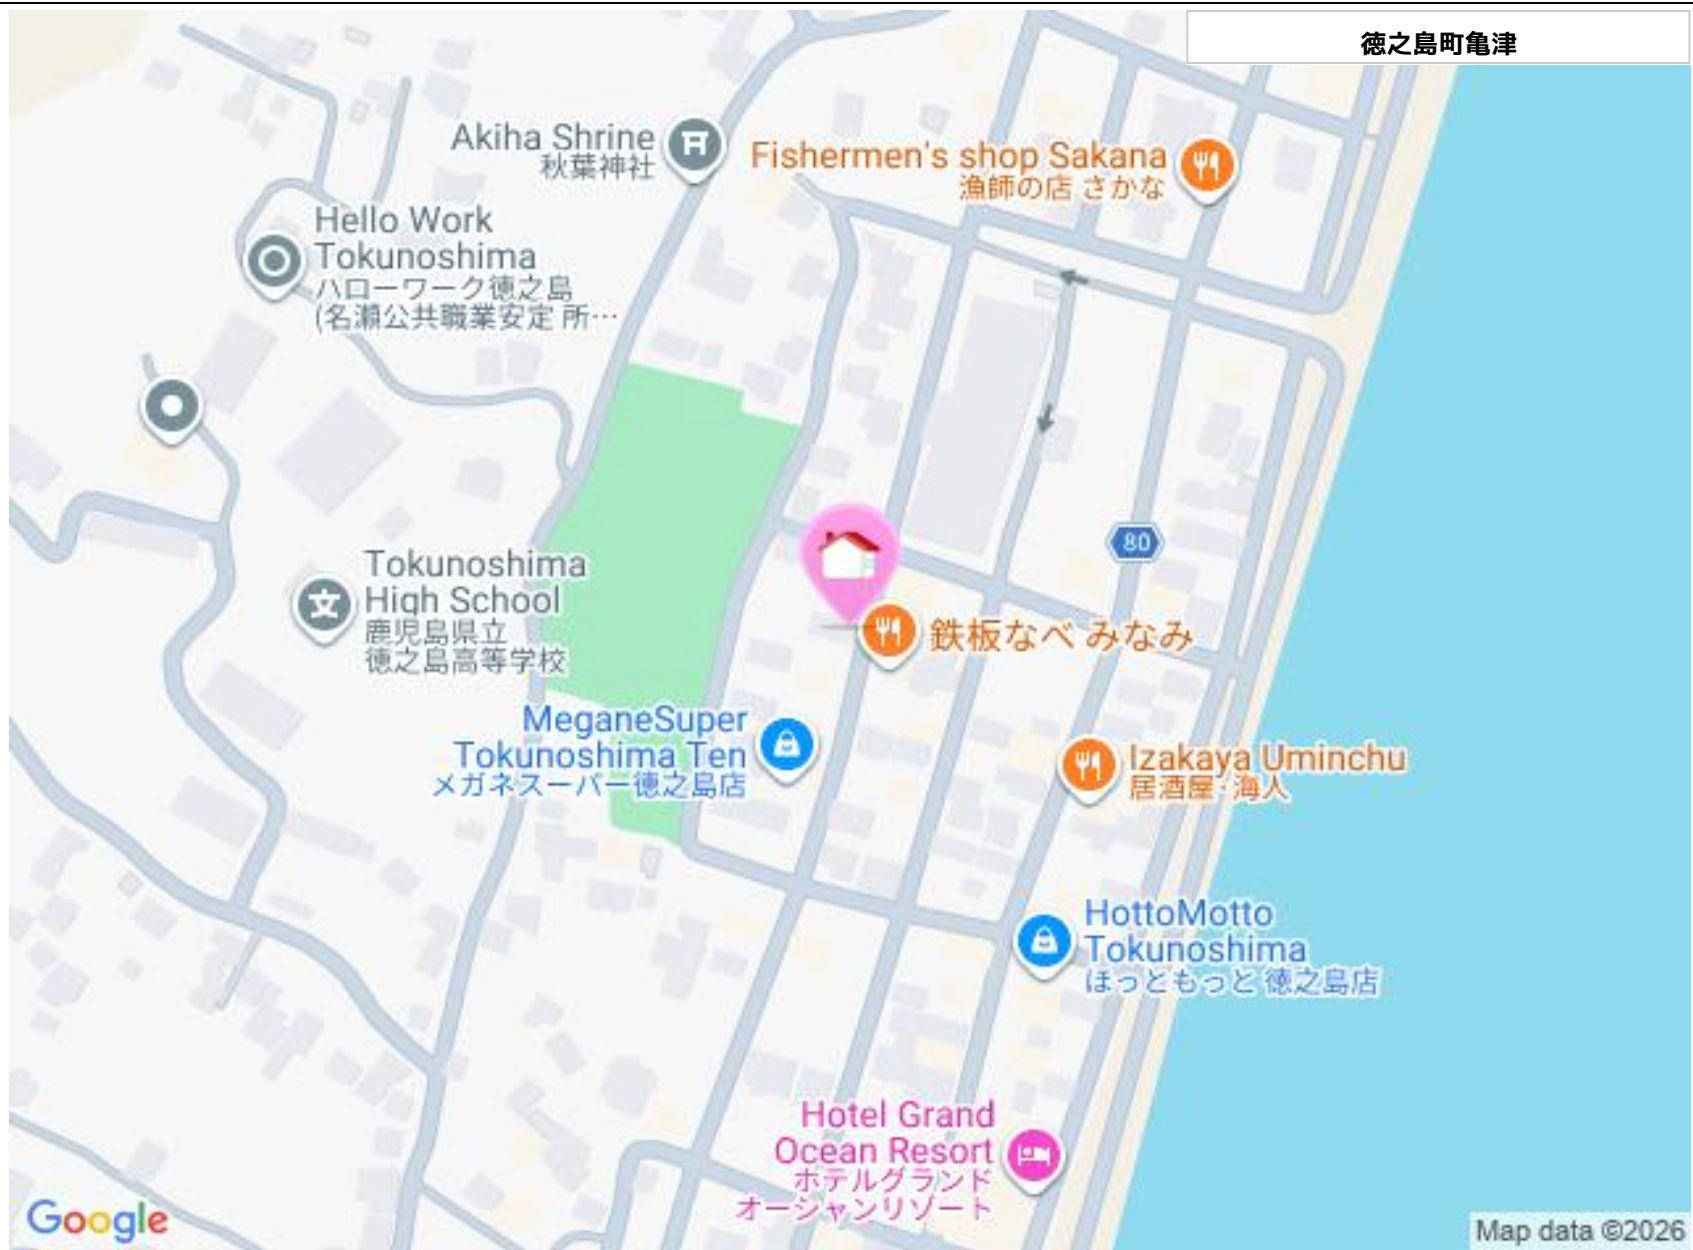 徳之島町亀津
Akiha Shrine
秋葉神社
Fishermen's shop Sakana
漁師の店 さかな
Hello Work
Tokunoshima
ハローワーク徳之島
(名瀬公共職業安定 所…
80
Tokunoshima
High School
鹿児島県立
徳之島高等学校
鉄板なべ みなみ
MeganeSuper
Tokunoshima Ten
メガネスーパー徳之島店
Izakaya Uminchu
居酒屋・海人
HottoMotto
Tokunoshima
ほっともっと 徳之島店
Hotel Grand
Ocean Resort
ホテルグランド
オーシャンリゾート
Google
Map data ©2026